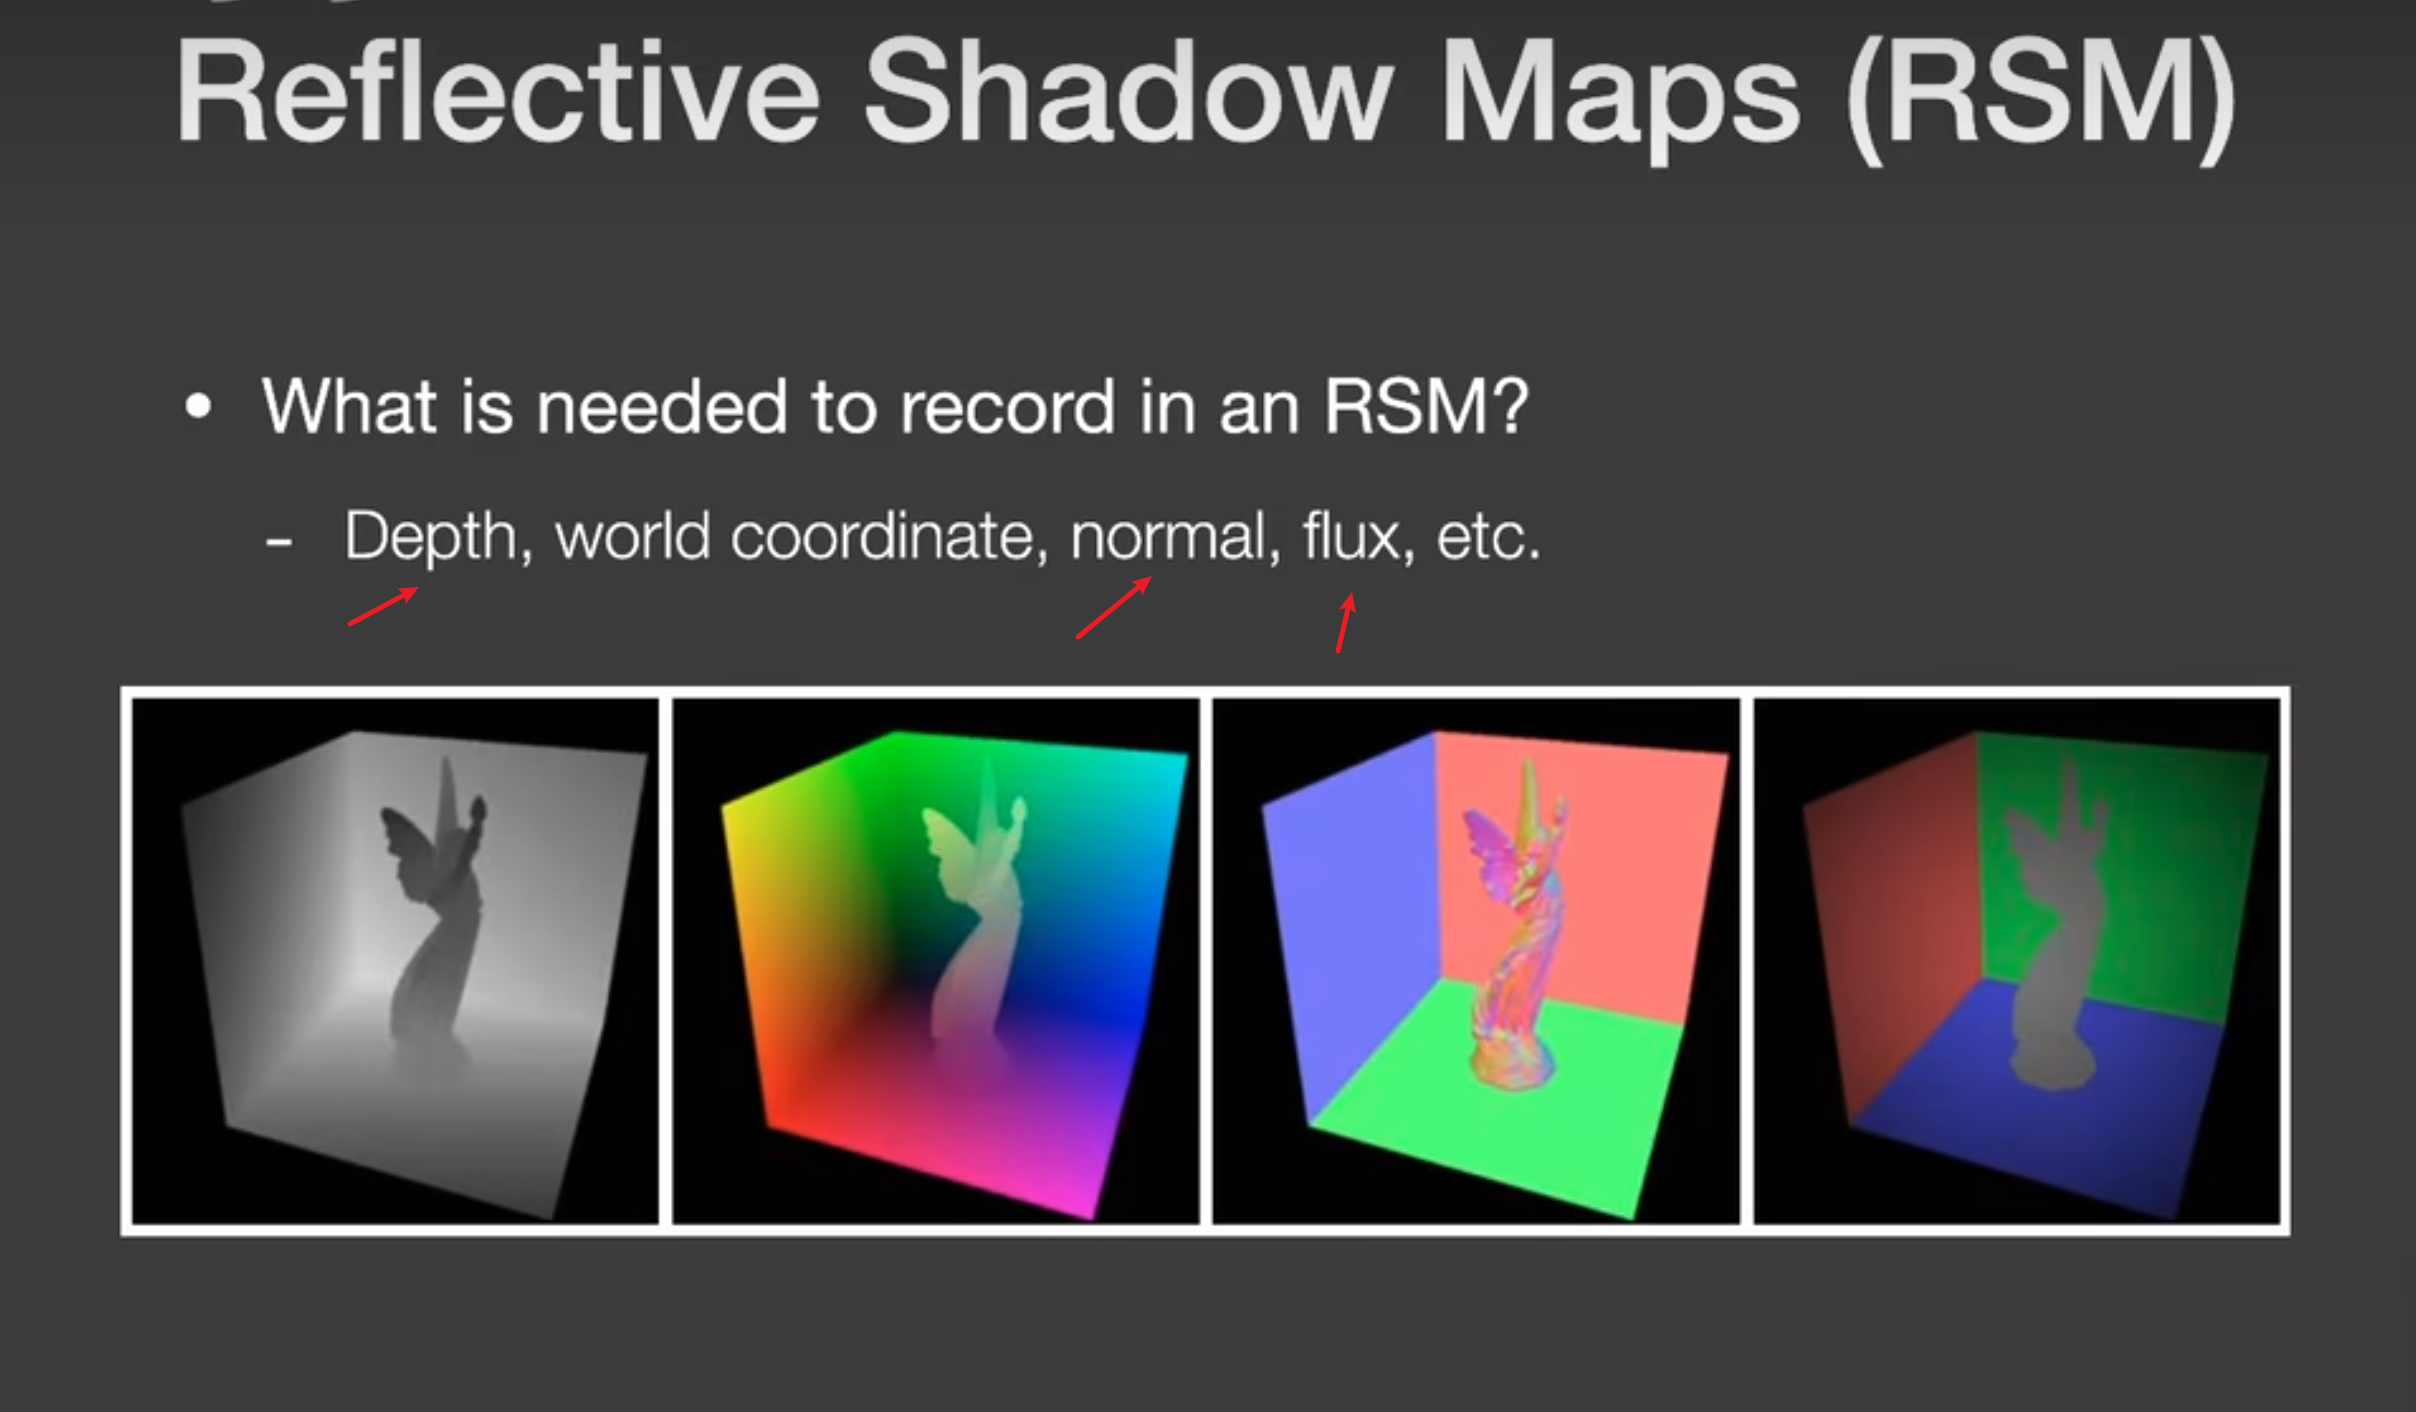 Reflective Shadow Maps (RSM)
• What is needed to record in an RSM?
- Depth, world coordinate, normal, flux, etc.